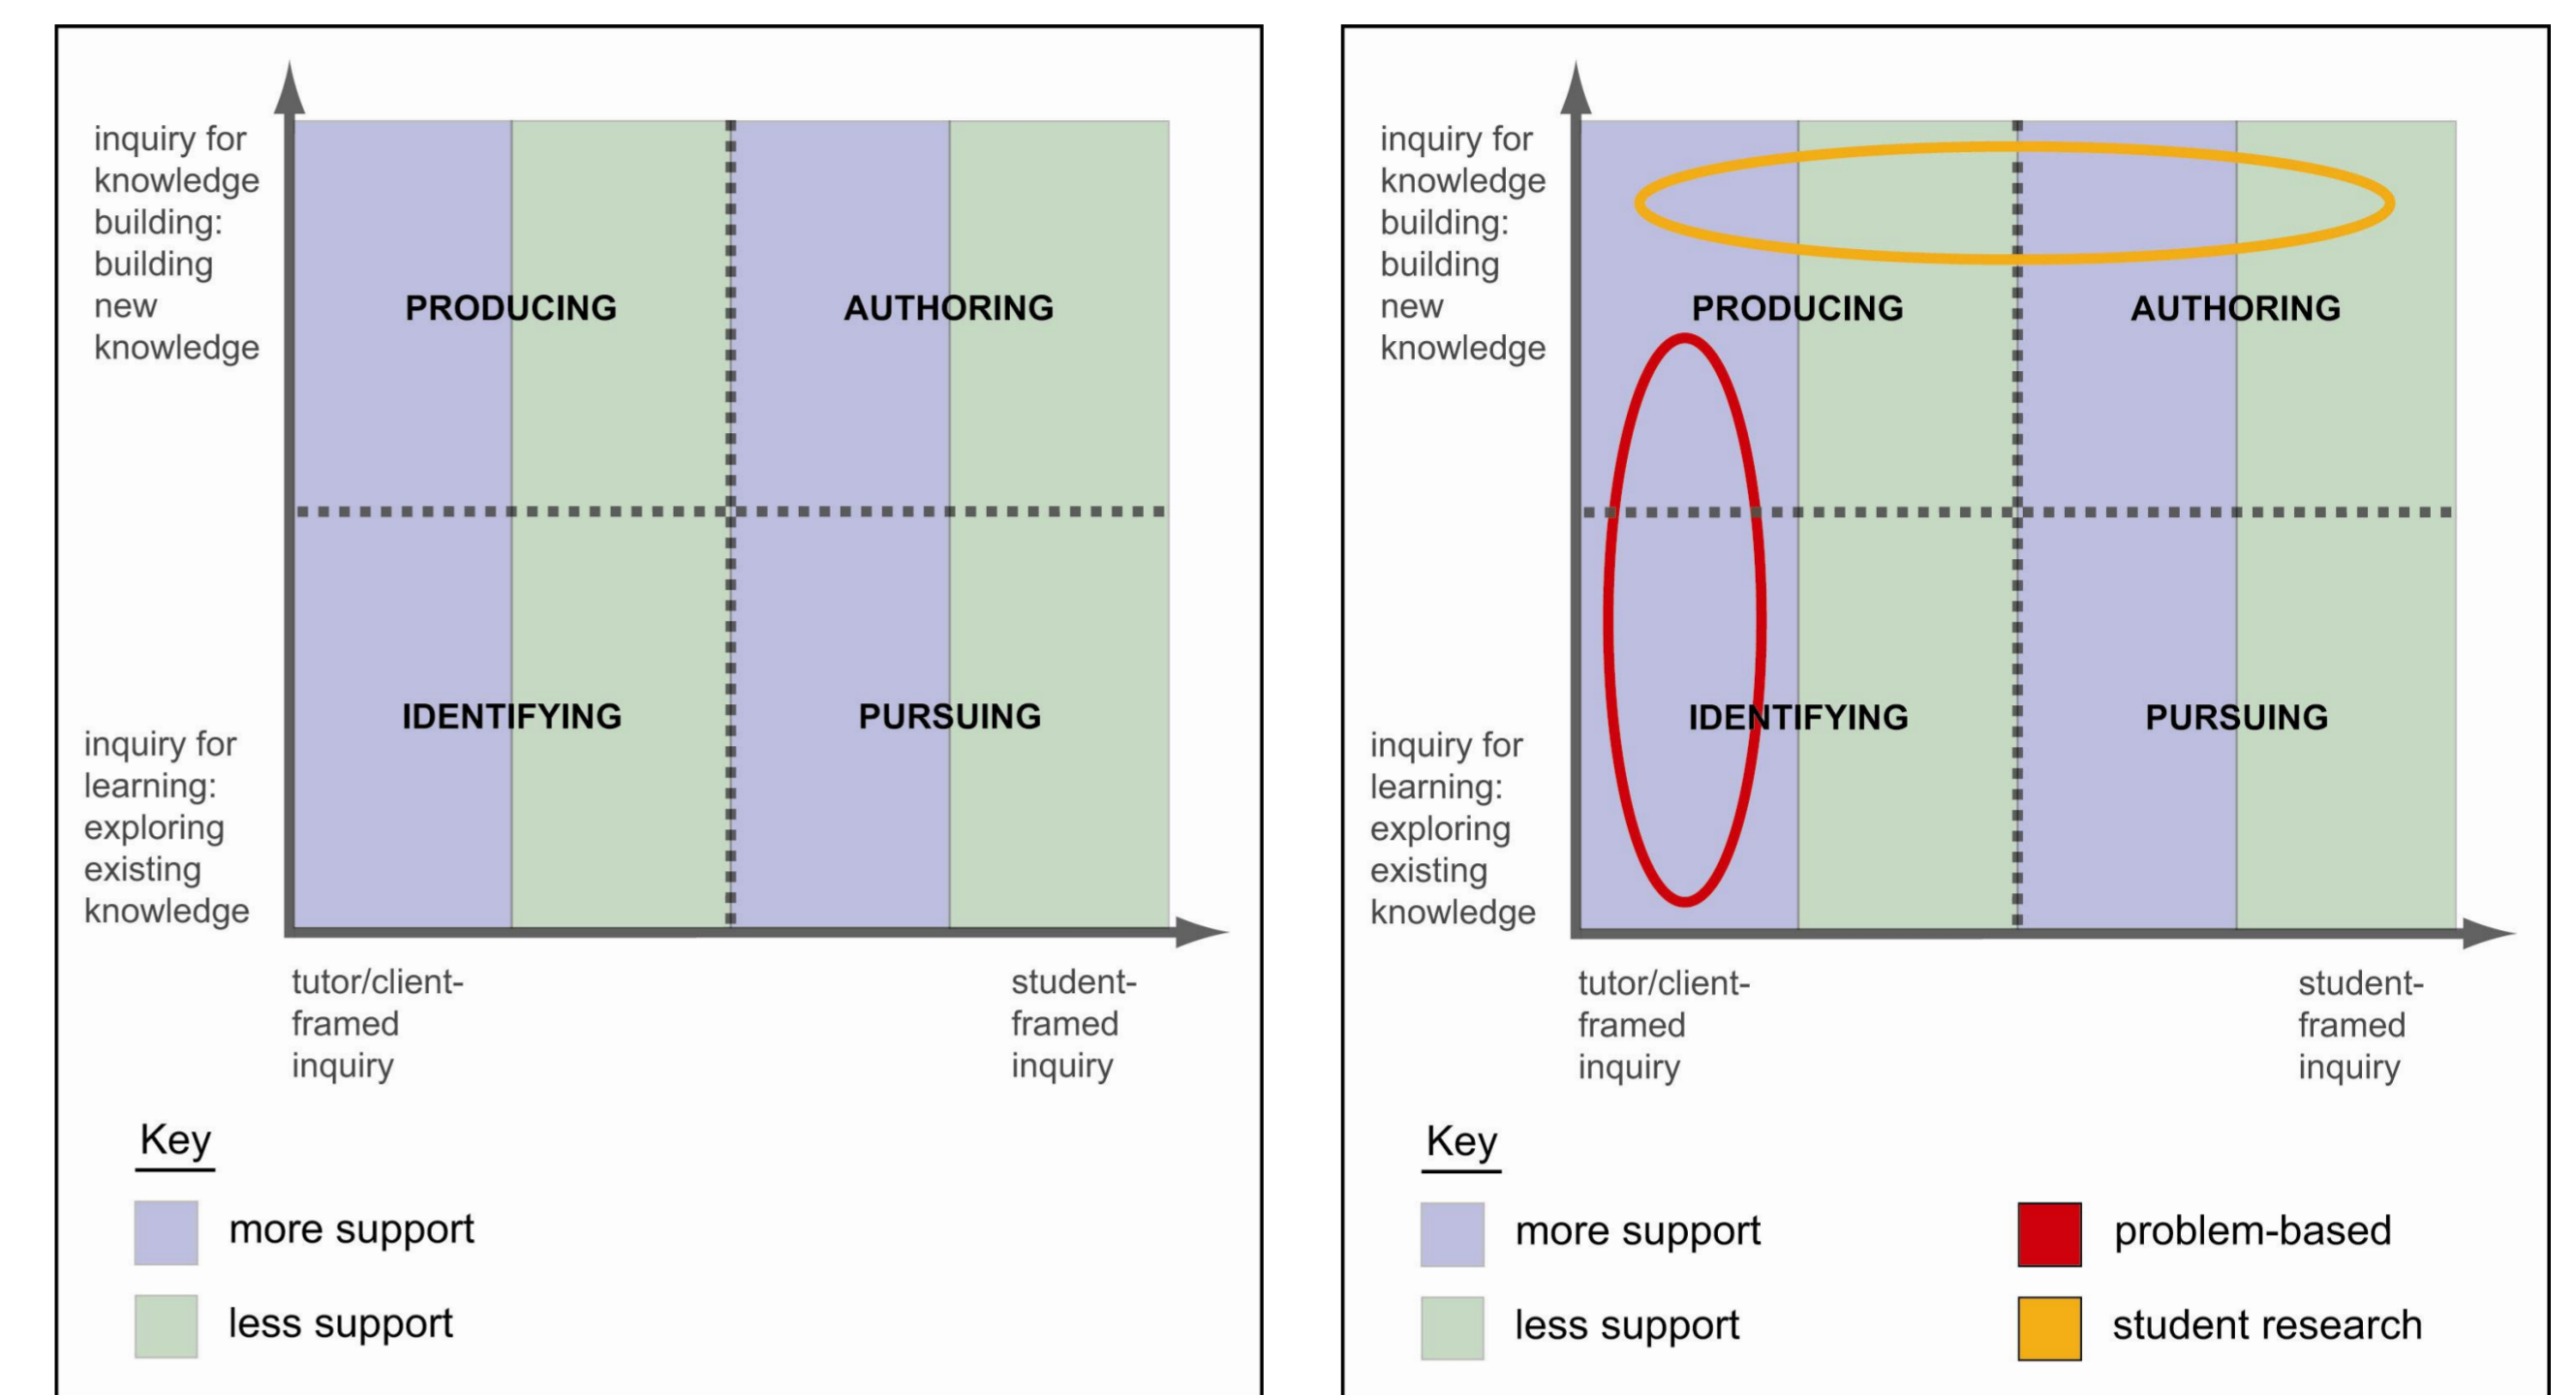 inquiry for
knowledge
building:
building
new
knowledge
PRODUCING
AUTHORING
IDENTIFYING
PURSUING
inquiry for
learning:
exploring
existing
knowledge
tutor/client-
framed
inquiry
student-
framed
inquiry
Key
more support
less support
inquiry for
knowledge
building:
building
new
knowledge
PRODUCING
AUTHORING
IDENTIFYING
PURSUING
inquiry for
learning:
exploring
existing
knowledge
tutor/client-
framed
inquiry
student-
framed
inquiry
Key
more support
less support
problem-based
student research